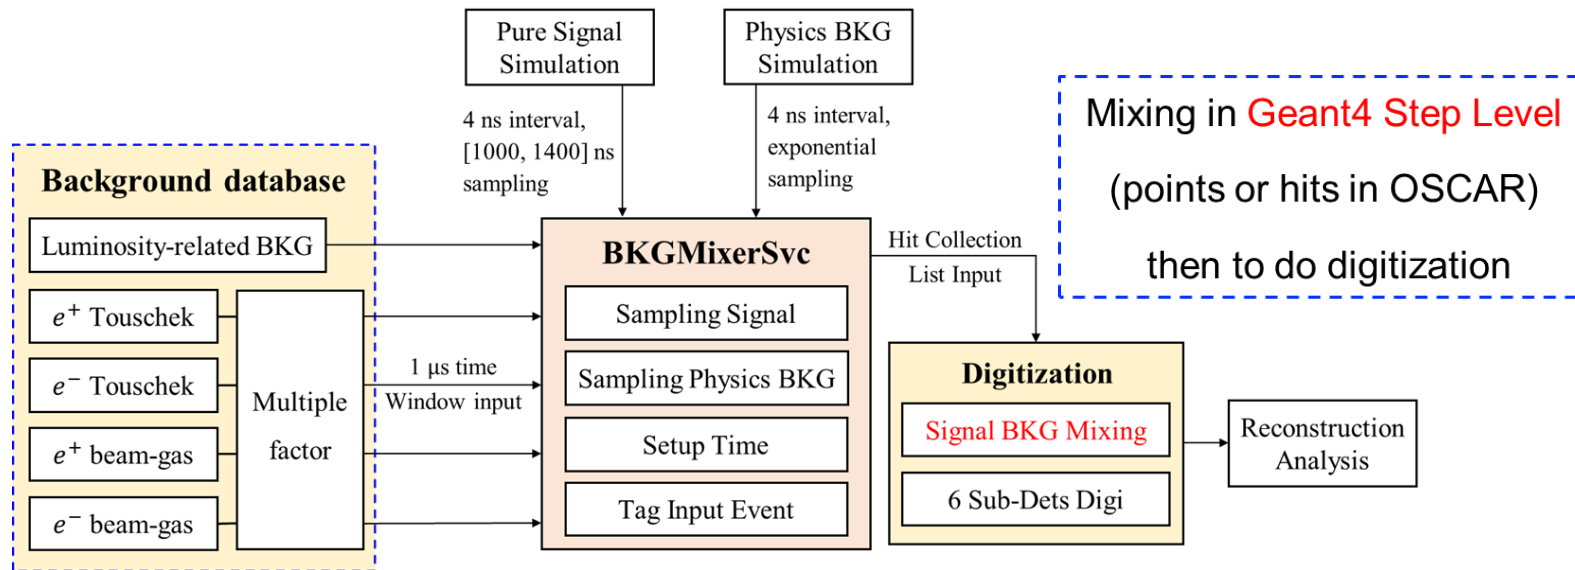 Pure Signal
Simulation
Physics BKG
Simulation
4 ns interval,
[1000, 1400] ns
sampling
4 ns interval,
exponential
sampling
Mixing in Geant4 Step Level
(points or hits in OSCAR)
then to do digitization
Background database
Luminosity-related BKG
e⁺ Touschek
e⁻ Touschek
e⁺ beam-gas
e⁻ beam-gas
Multiple
factor
1 μs time
Window input
BKGMixerSvc
Sampling Signal
Sampling Physics BKG
Setup Time
Tag Input Event
Hit Collection
List Input
Digitization
Signal BKG Mixing
6 Sub-Dets Digi
Reconstruction
Analysis